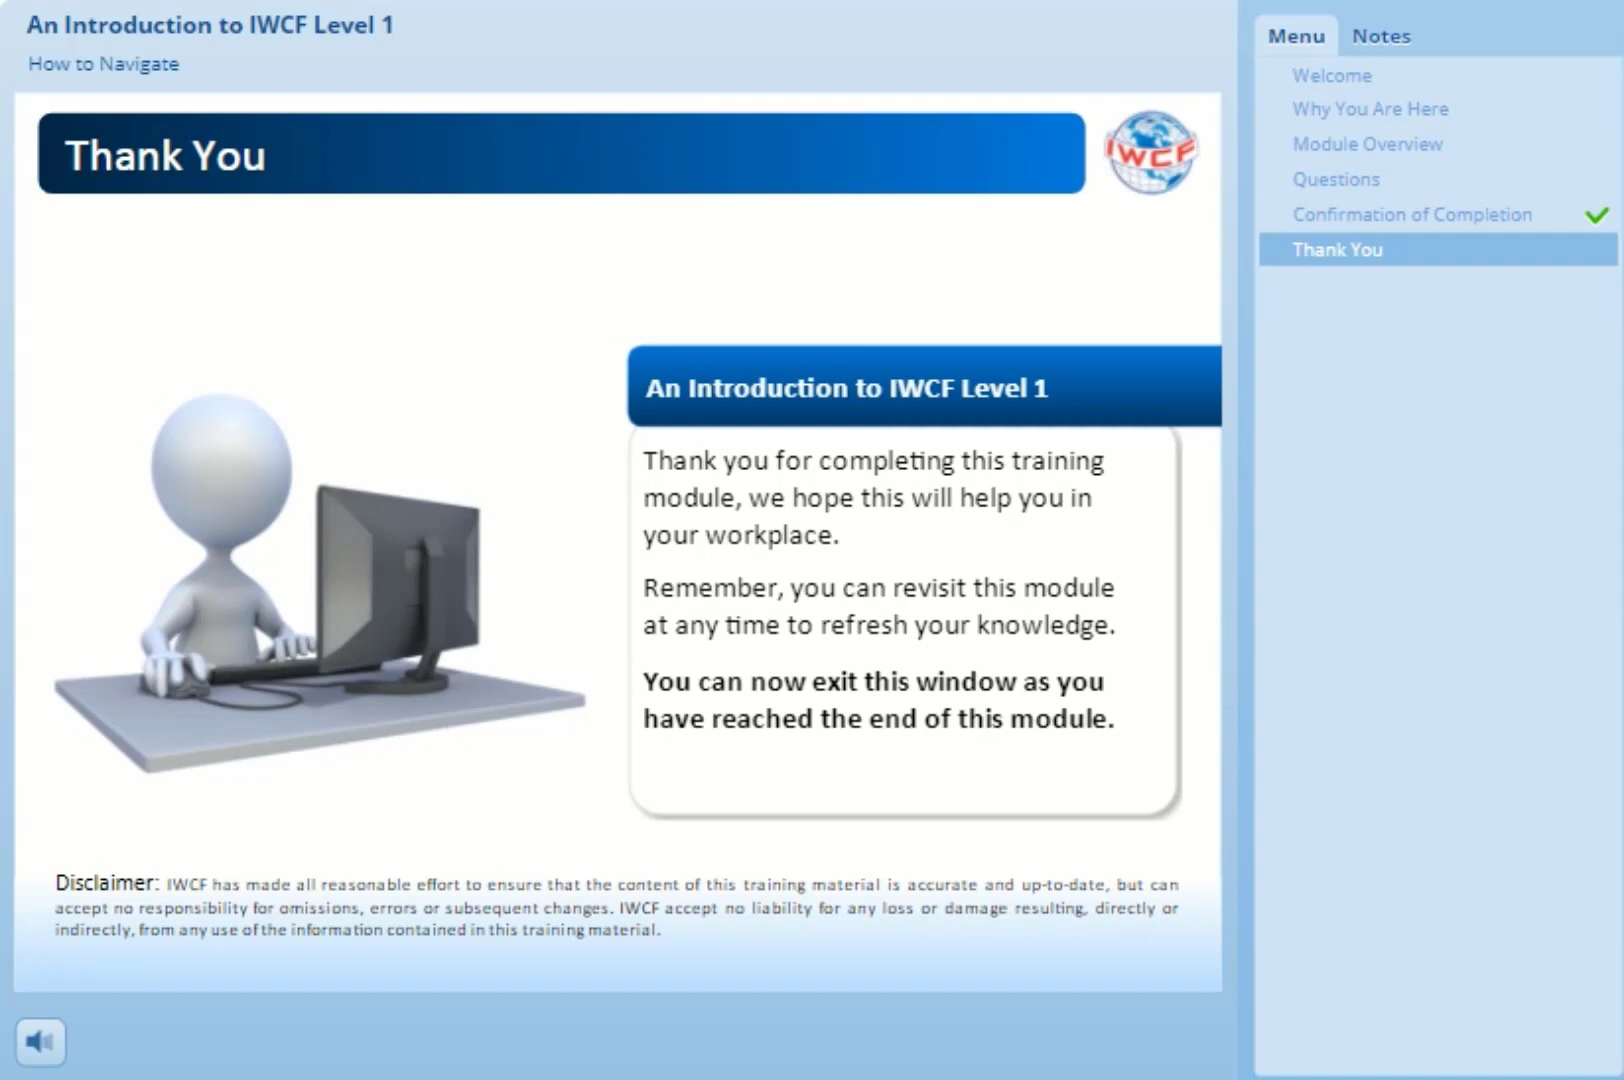 An Introduction to IWCF Level 1
How to Navigate
Thank You
IWCF
An Introduction to IWCF Level 1
Thank you for completing this training
module, we hope this will help you in
your workplace.
Remember, you can revisit this module
at any time to refresh your knowledge.
You can now exit this window as you
have reached the end of this module.
Disclaimer: IWCF has made all reasonable effort to ensure that the content of this training material is accurate and up-to-date, but can
accept no responsibility for omissions, errors or subsequent changes. IWCF accept no liability for any loss or damage resulting, directly or
indirectly, from any use of the information contained in this training material.
Menu Notes
Welcome
Why You Are Here
Module Overview
Questions
Confirmation of Completion
Thank You